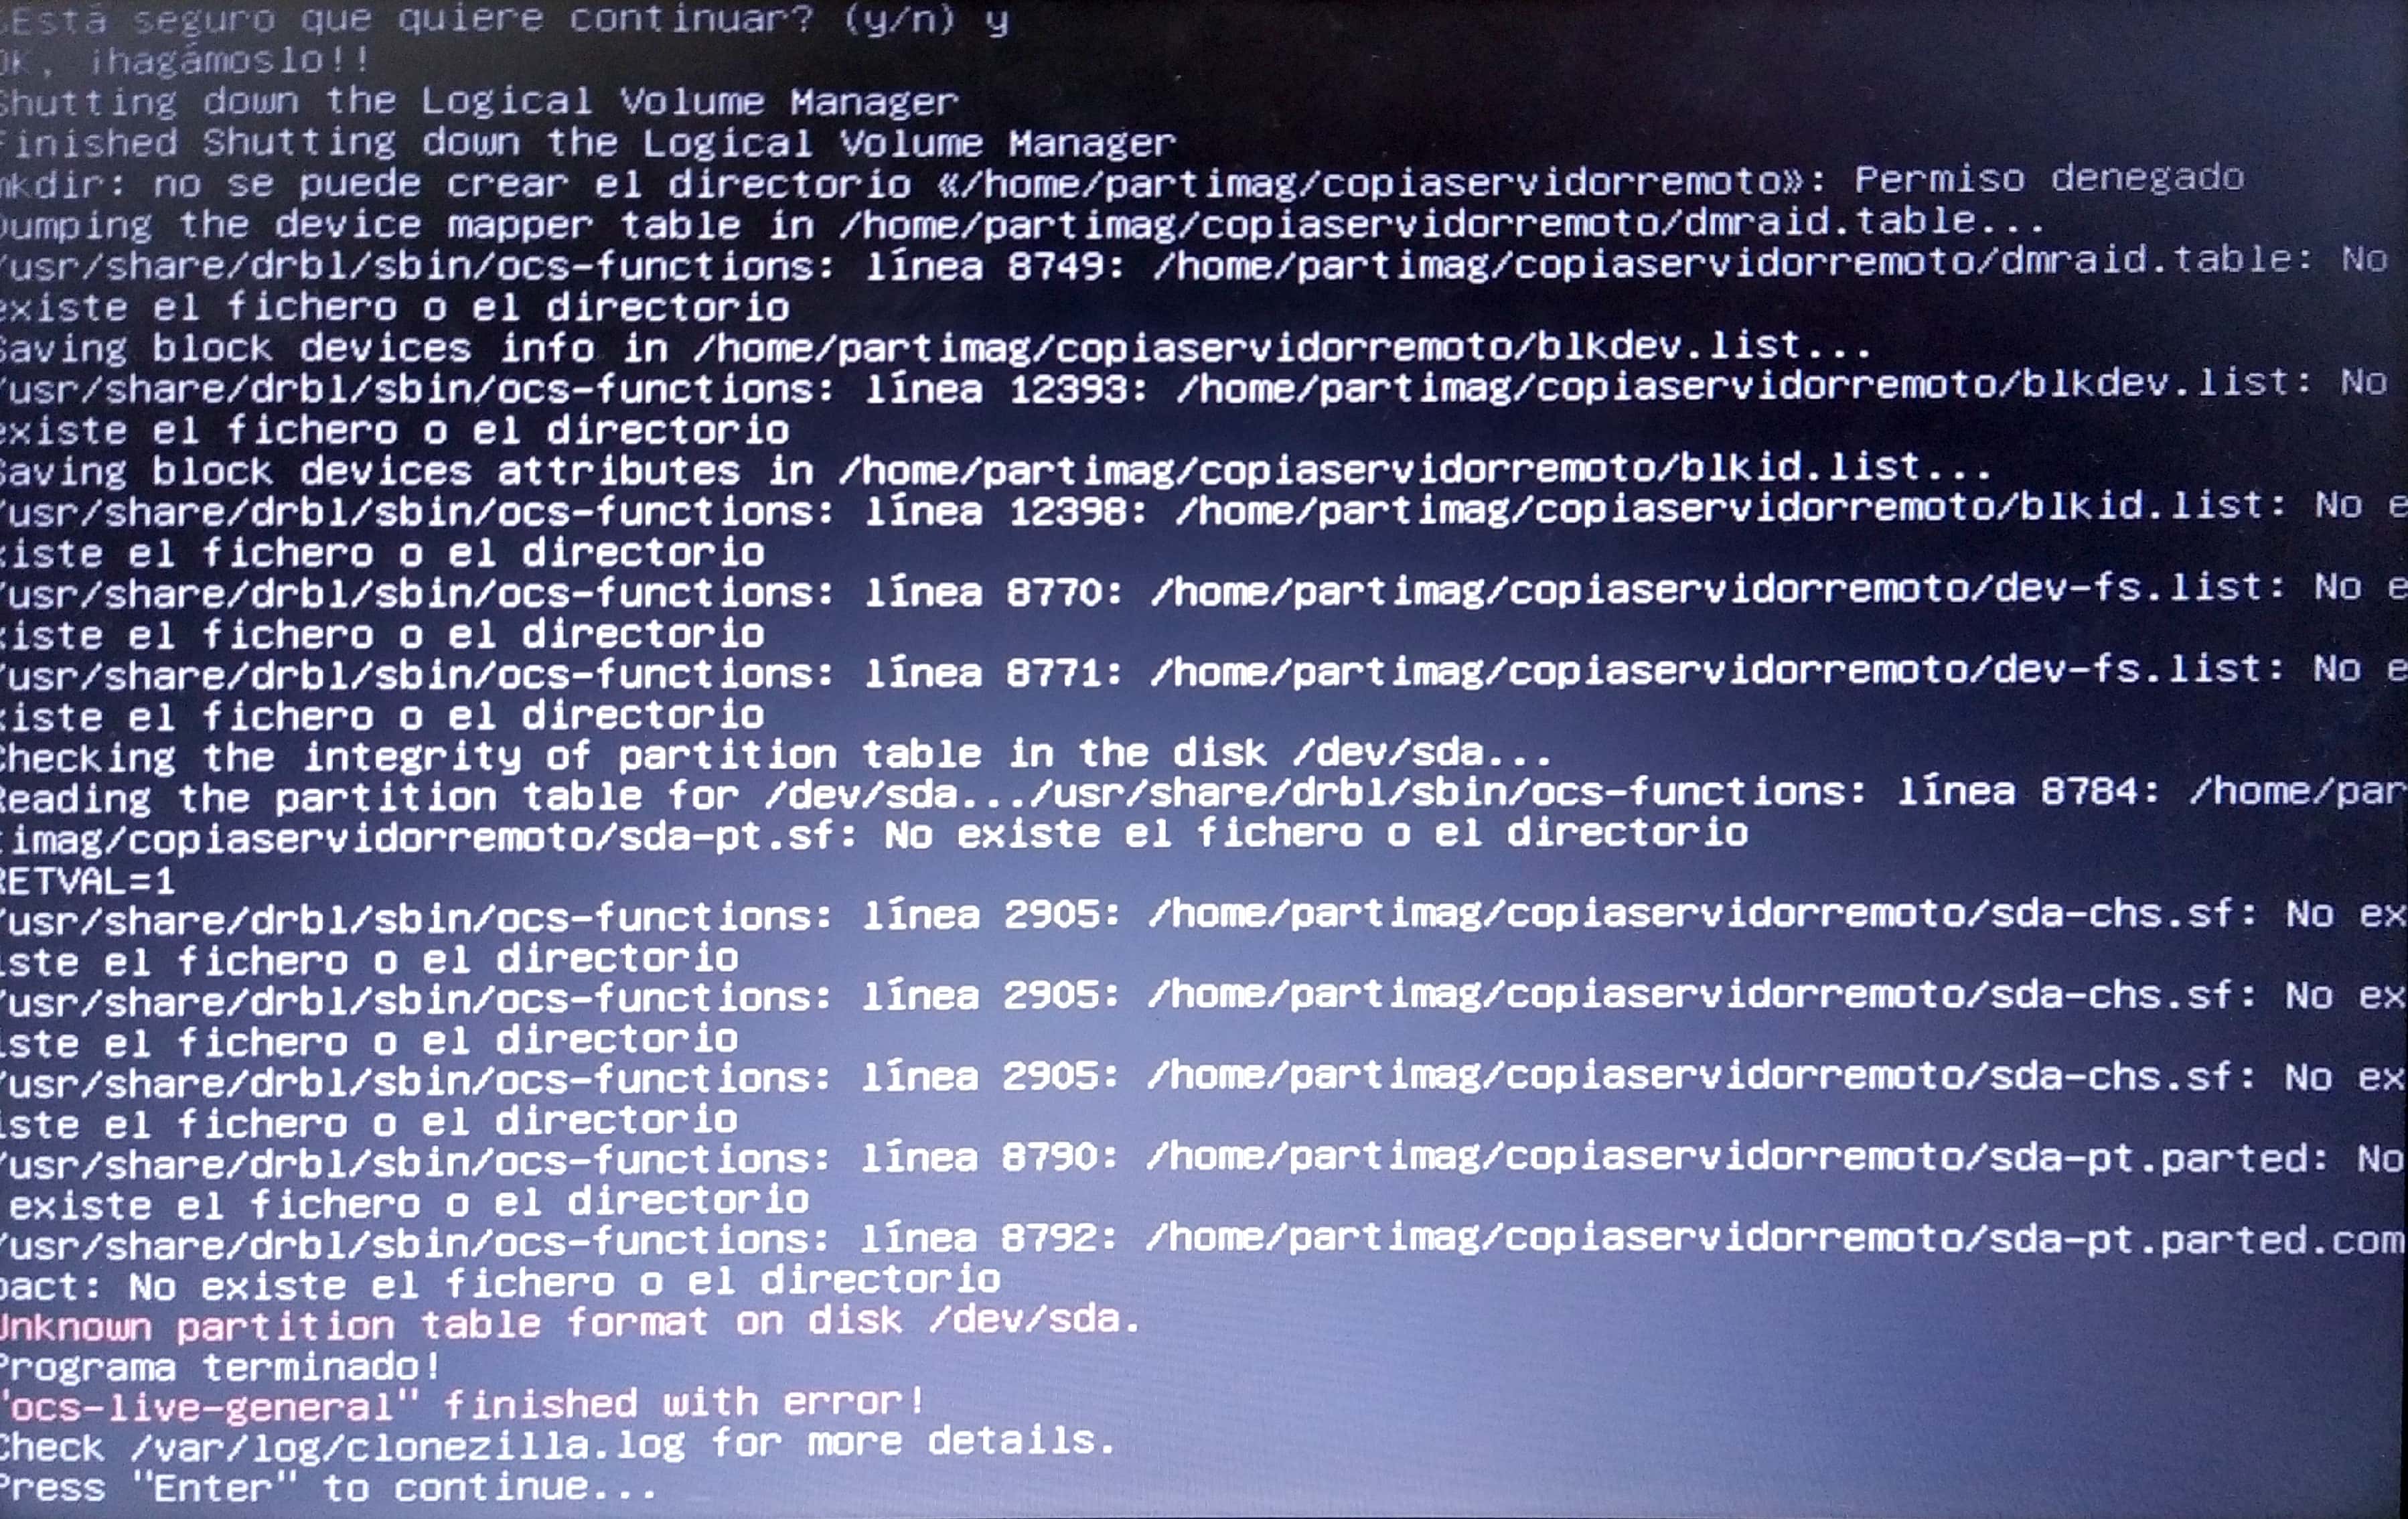 Está seguro que quiere continuar? (y/n) y
OK, ¡hagámoslo!!
Shutting down the Logical Volume Manager
Finished Shutting down the Logical Volume Manager
mkdir: no se puede crear el directorio «/home/partimag/copiaservidorremoto»: Permiso denegado
Dumping the device mapper table in /home/partimag/copiaservidorremoto/dmraid.table...
/usr/share/drbl/sbin/ocs-functions: línea 8749: /home/partimag/copiaservidorremoto/dmraid.table: No
existe el fichero o el directorio
Saving block devices info in /home/partimag/copiaservidorremoto/blkdev.list...
/usr/share/drbl/sbin/ocs-functions: línea 12393: /home/partimag/copiaservidorremoto/blkdev.list: No
existe el fichero o el directorio
Saving block devices attributes in /home/partimag/copiaservidorremoto/blkid.list...
/usr/share/drbl/sbin/ocs-functions: línea 12398: /home/partimag/copiaservidorremoto/blkid.list: No e
xiste el fichero o el directorio
/usr/share/drbl/sbin/ocs-functions: línea 8770: /home/partimag/copiaservidorremoto/dev-fs.list: No e
xiste el fichero o el directorio
/usr/share/drbl/sbin/ocs-functions: línea 8771: /home/partimag/copiaservidorremoto/dev-fs.list: No e
xiste el fichero o el directorio
Checking the integrity of partition table in the disk /dev/sda...
Reading the partition table for /dev/sda.../usr/share/drbl/sbin/ocs-functions: línea 8784: /home/par
timag/copiaservidorremoto/sda-pt.sf: No existe el fichero o el directorio
RETVAL=1
/usr/share/drbl/sbin/ocs-functions: línea 2905: /home/partimag/copiaservidorremoto/sda-chs.sf: No ex
iste el fichero o el directorio
/usr/share/drbl/sbin/ocs-functions: línea 2905: /home/partimag/copiaservidorremoto/sda-chs.sf: No ex
iste el fichero o el directorio
/usr/share/drbl/sbin/ocs-functions: línea 2905: /home/partimag/copiaservidorremoto/sda-chs.sf: No ex
iste el fichero o el directorio
/usr/share/drbl/sbin/ocs-functions: línea 8790: /home/partimag/copiaservidorremoto/sda-pt.parted: No
existe el fichero o el directorio
/usr/share/drbl/sbin/ocs-functions: línea 8792: /home/partimag/copiaservidorremoto/sda-pt.parted.com
pact: No existe el fichero o el directorio
Unknown partition table format on disk /dev/sda.
Programa terminado!
"ocs-live-general" finished with error!
Check /var/log/clonezilla.log for more details.
Press "Enter" to continue...